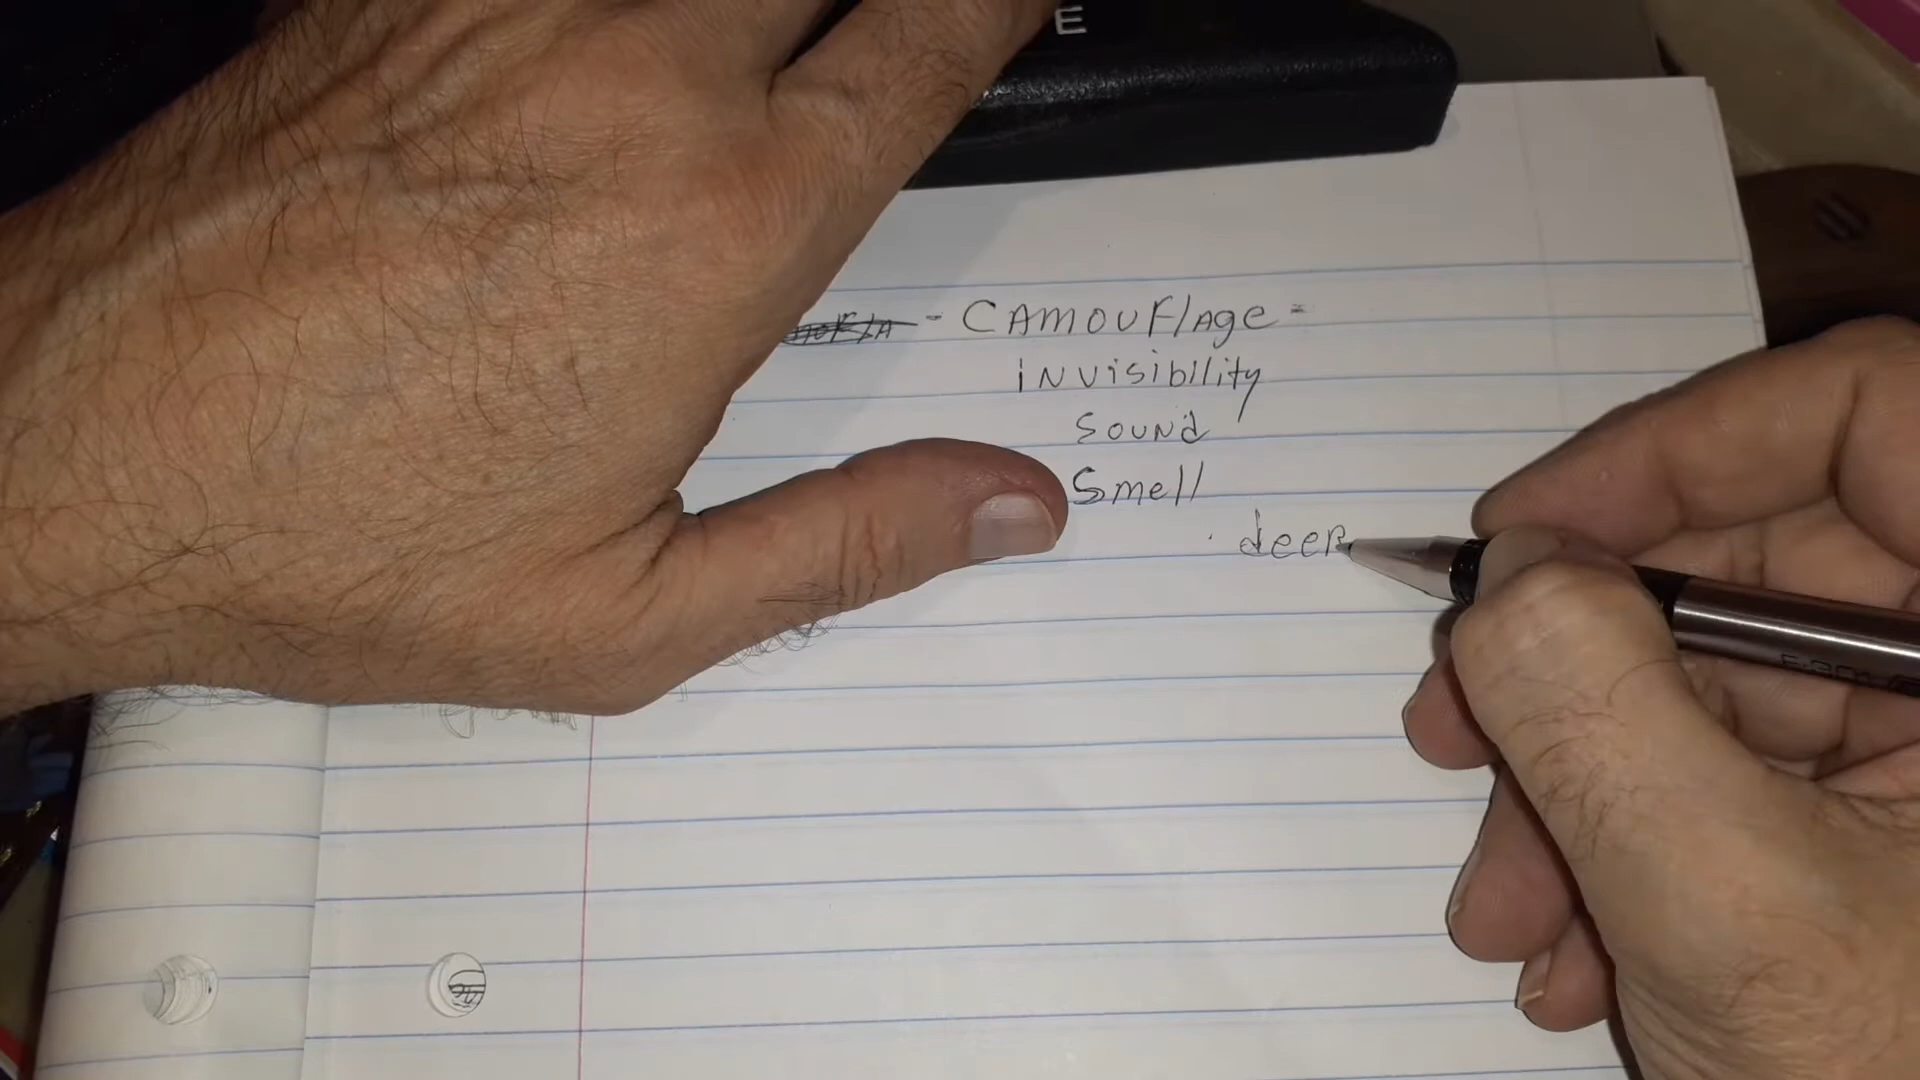 E
- CAMOUFlAge -
iNVisibility
SOUNd
Smell
deer